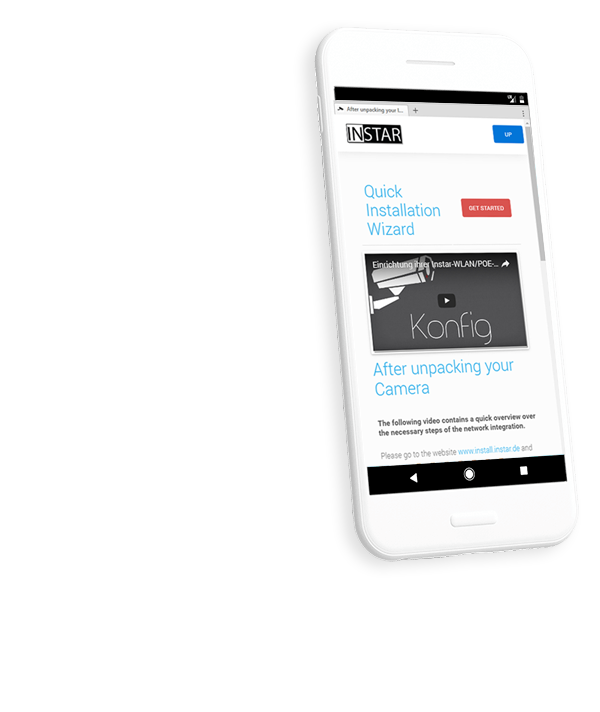 After unpacking your I...
INSTAR
UP
Quick
Installation
Wizard
GET STARTED
Einrichtung Ihrer Instar-WLAN/POE-...
Konfig
After unpacking your
Camera
The following video contains a quick overview over
the necessary steps of the network integration.
Please go to the website www.install.instar.de and